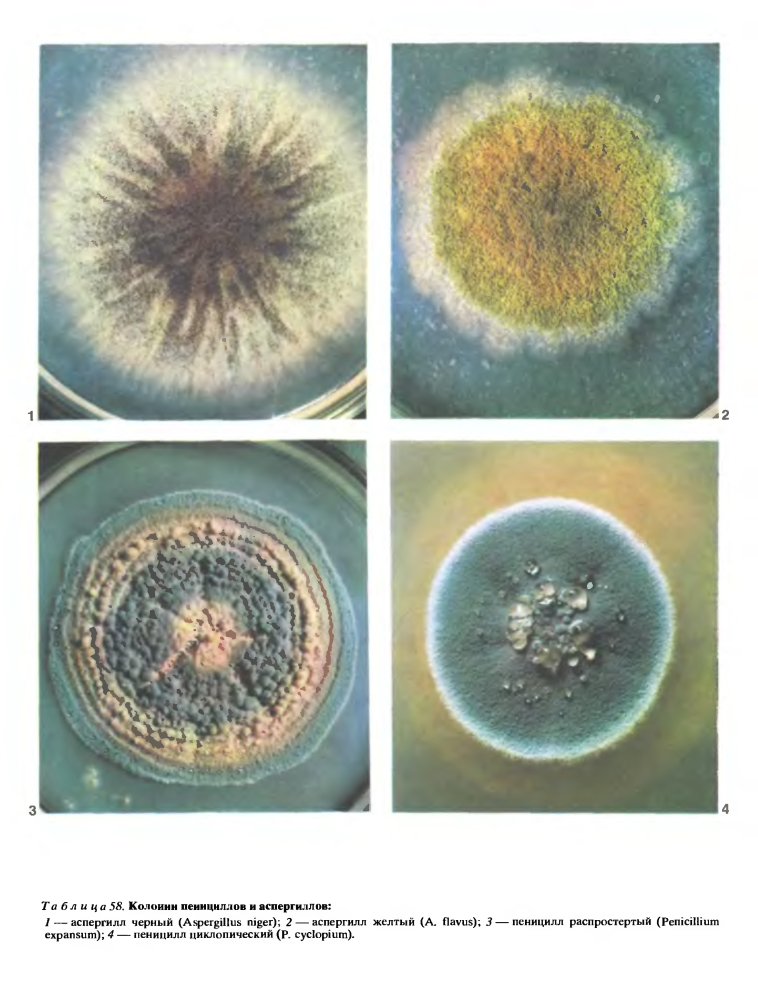 1
2
3
4
Таблица 58. Колонии пенициллов и аспергиллов:
1 — аспергилл черный (Aspergillus niger); 2 — аспергилл желтый (A. flavus); 3 — пеницилл распростертый (Penicillium
expansum); 4 — пеницилл циклопический (P. cyclopium).